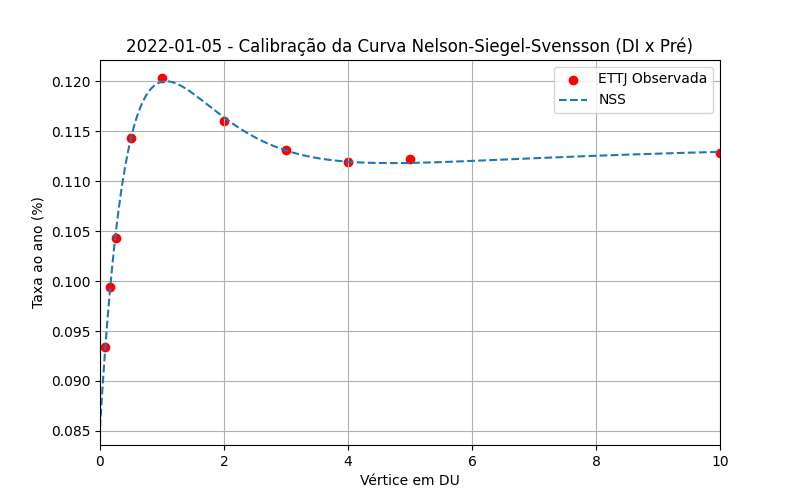 2022-01-05 - Calibração da Curva Nelson-Siegel-Svensson (DI x Pré)
ETTJ Observada
NSS
Taxa ao ano (%)
0.120
0.115
0.110
0.105
0.100
0.095
0.090
0.085
0 2 4 6 8 10
Vértice em DU